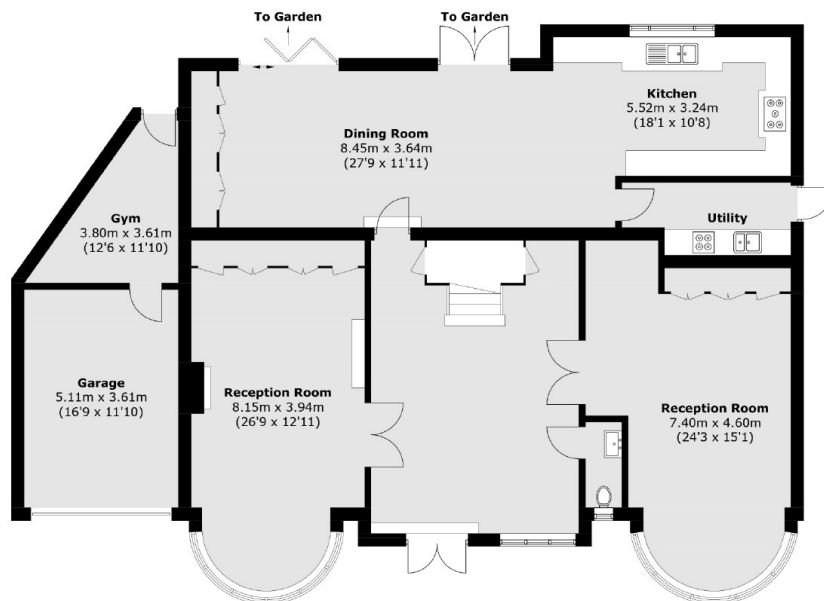 To Garden
To Garden
Kitchen
5.52m x 3.24m
(18'1 x 10'8)
Dining Room
8.45m x 3.64m
(27'9 x 11'11)
Gym
3.80m x 3.61m
(12'6 x 11'10)
Utility
Garage
5.11m x 3.61m
(16'9 x 11'10)
Reception Room
8.15m x 3.94m
(26'9 x 12'11)
Reception Room
7.40m x 4.60m
(24'3 x 15'1)